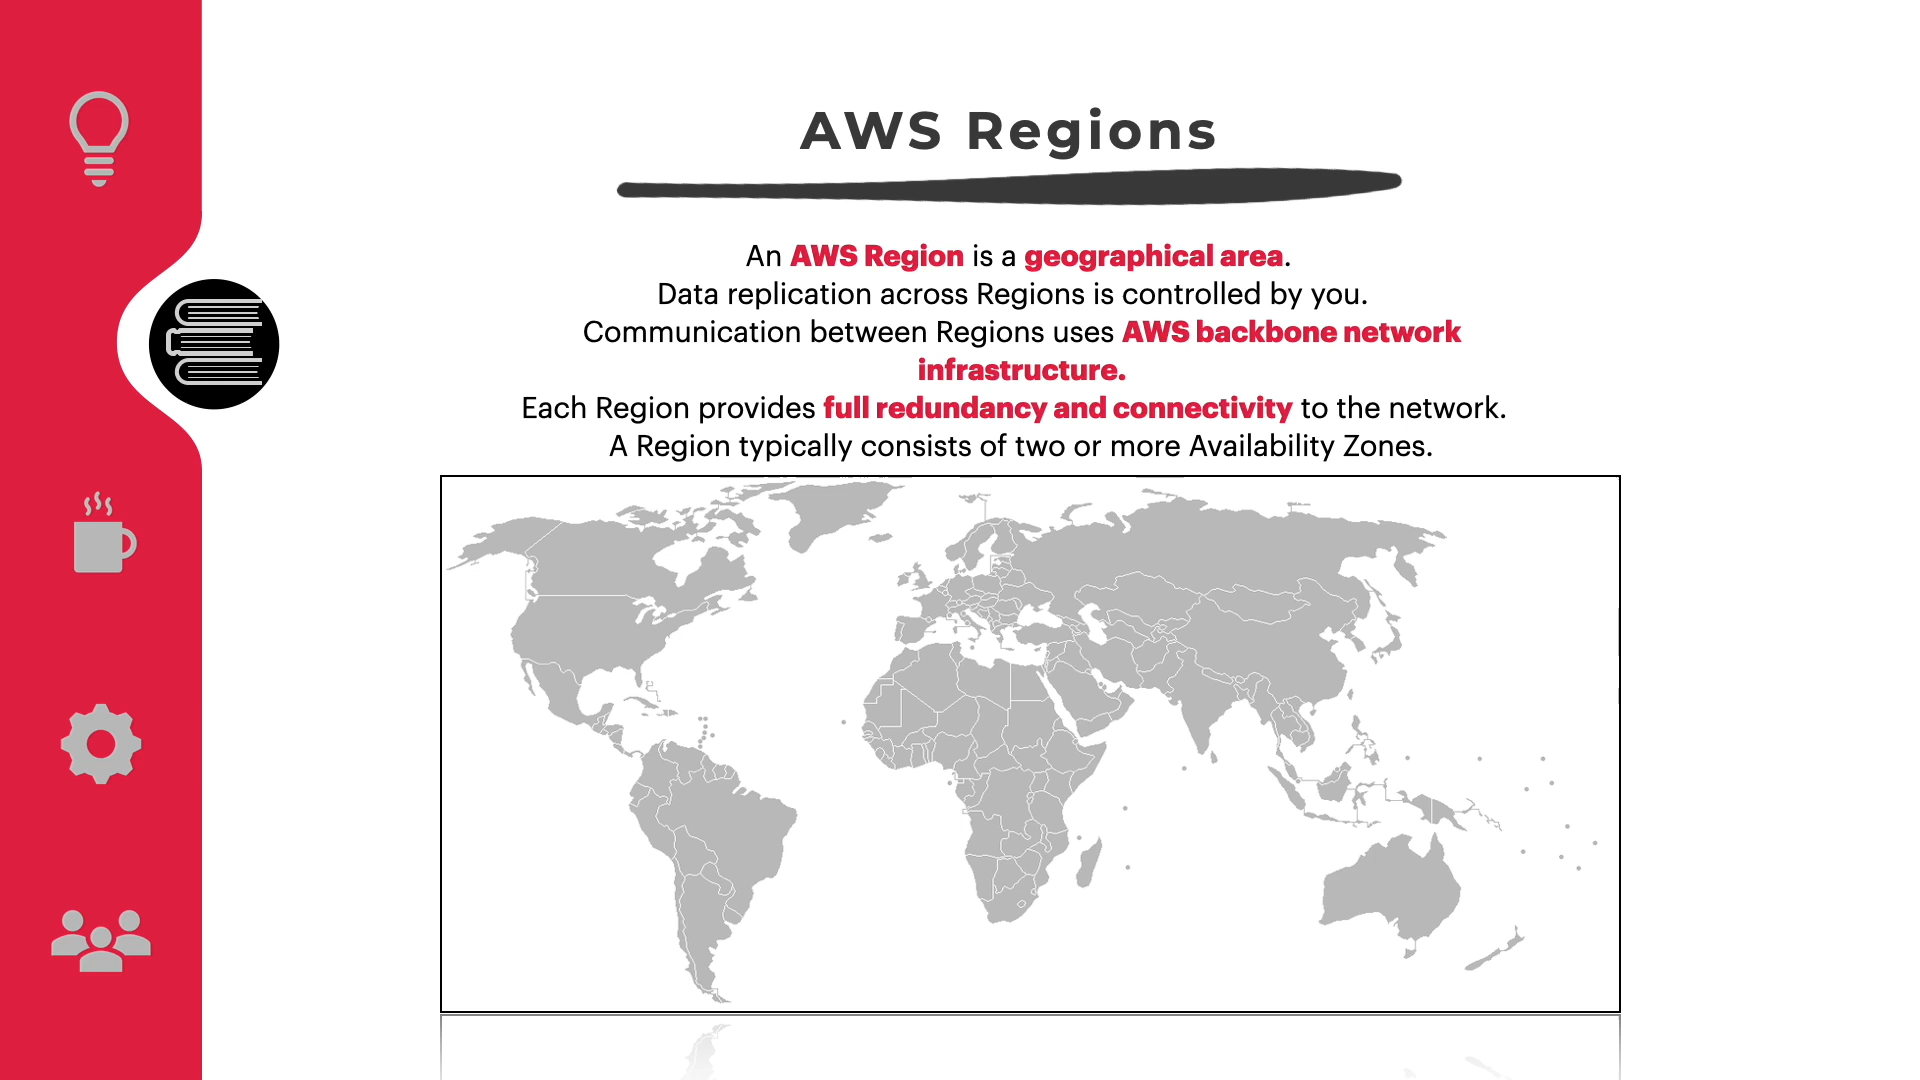 AWS Regions
An AWS Region is a geographical area.
Data replication across Regions is controlled by you.
Communication between Regions uses AWS backbone network
infrastructure.
Each Region provides full redundancy and connectivity to the network.
A Region typically consists of two or more Availability Zones.